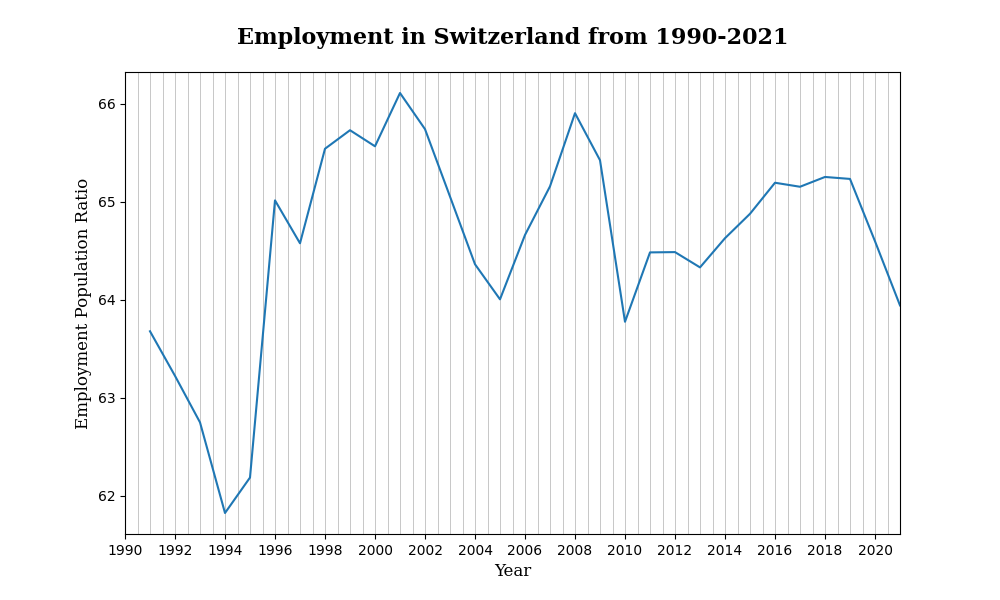 Employment in Switzerland from 1990-2021
Employment Population Ratio
66
65
64
63
62
1990 1992 1994 1996 1998 2000 2002 2004 2006 2008 2010 2012 2014 2016 2018 2020
Year